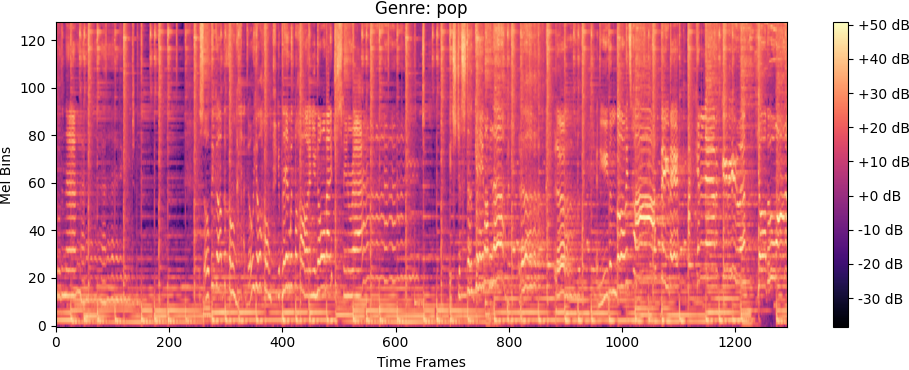 Genre: pop
120
100
80
60
40
20
0
Mel Bins
0 200 400 600 800 1000 1200
Time Frames
+50 dB
+40 dB
+30 dB
+20 dB
+10 dB
+0 dB
-10 dB
-20 dB
-30 dB